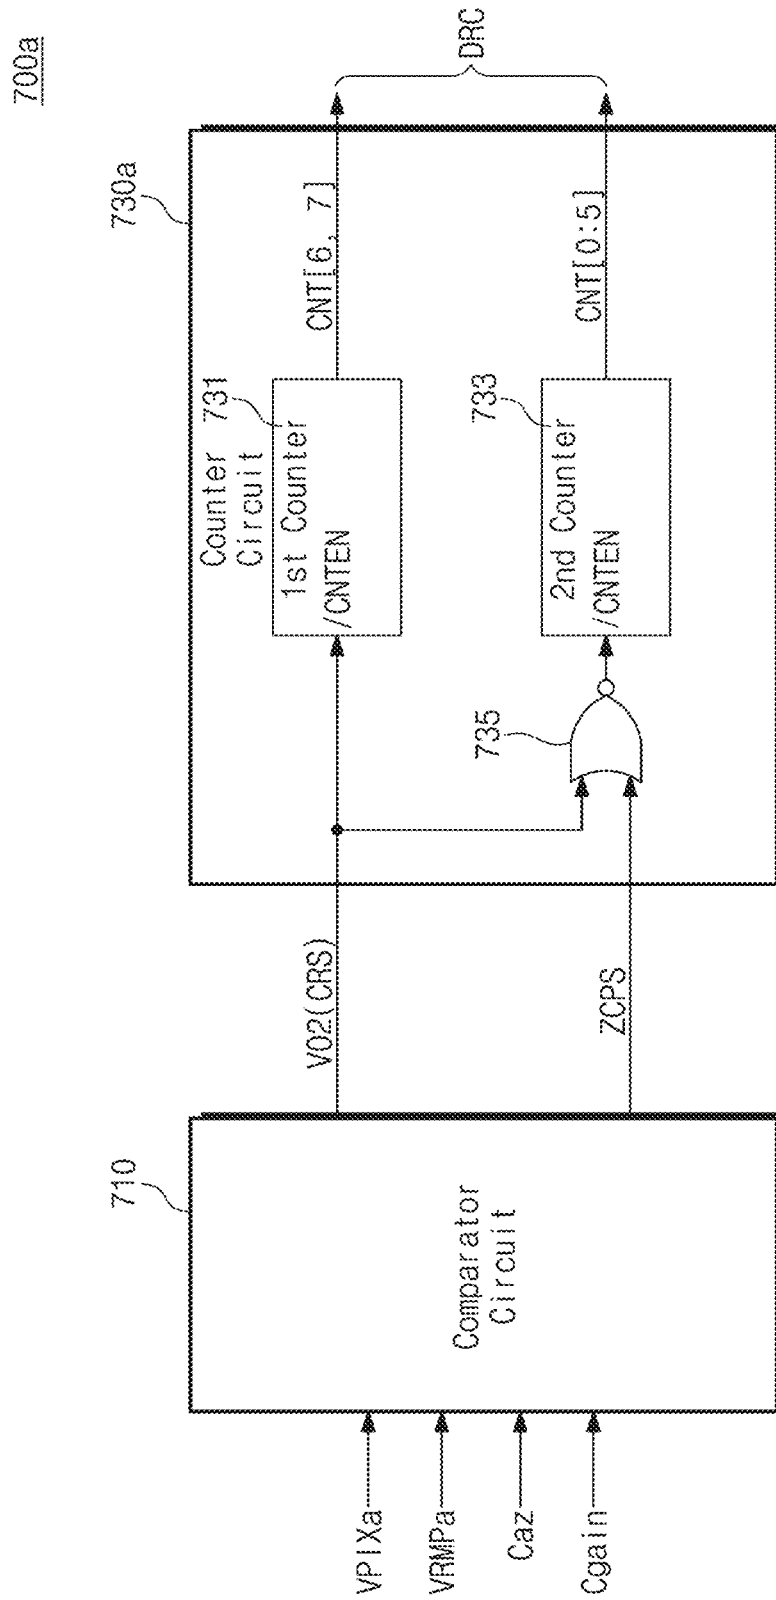 700a
VPIXa
VRMPa
Caz
Cgain
710
Comparator
Circuit
VO2(CRS)
ZCPS
730a
Counter
Circuit
731
1st Counter
/CNTEN
CNT[6, 7]
735
733
2nd Counter
/CNTEN
CNT[0:5]
DRC